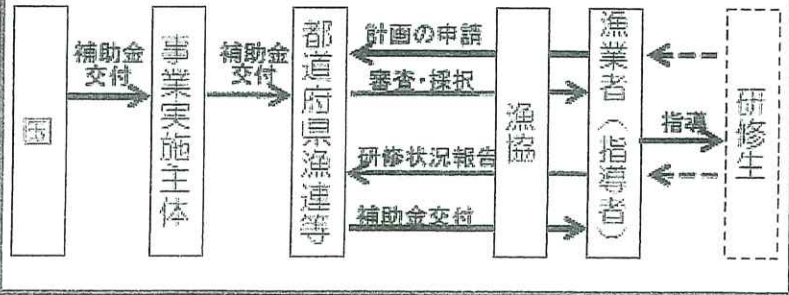 国
補助金
交付
事業実施主体
補助金
交付
都道府県漁連等
計画の申請
審査・採択
研修状況報告
補助金交付
漁協
漁業者（指導者）
指導
研修生